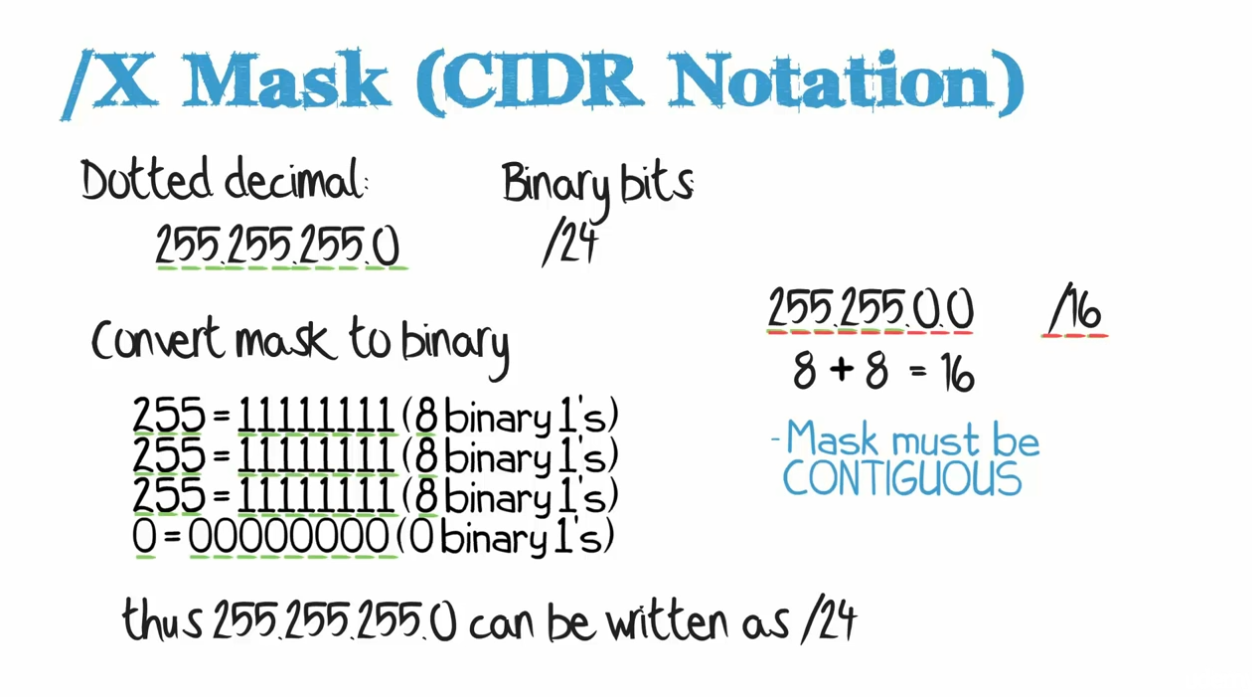 /X Mask (CIDR Notation)
Dotted decimal:
255.255.255.0
Binary bits:
/24
Convert mask to binary
255 = 11111111 (8 binary 1's)
255 = 11111111 (8 binary 1's)
255 = 11111111 (8 binary 1's)
0 = 00000000 (0 binary 1's)
thus 255.255.255.0 can be written as /24
255.255.0.0 /16
8 + 8 = 16
- Mask must be
CONTIGUOUS